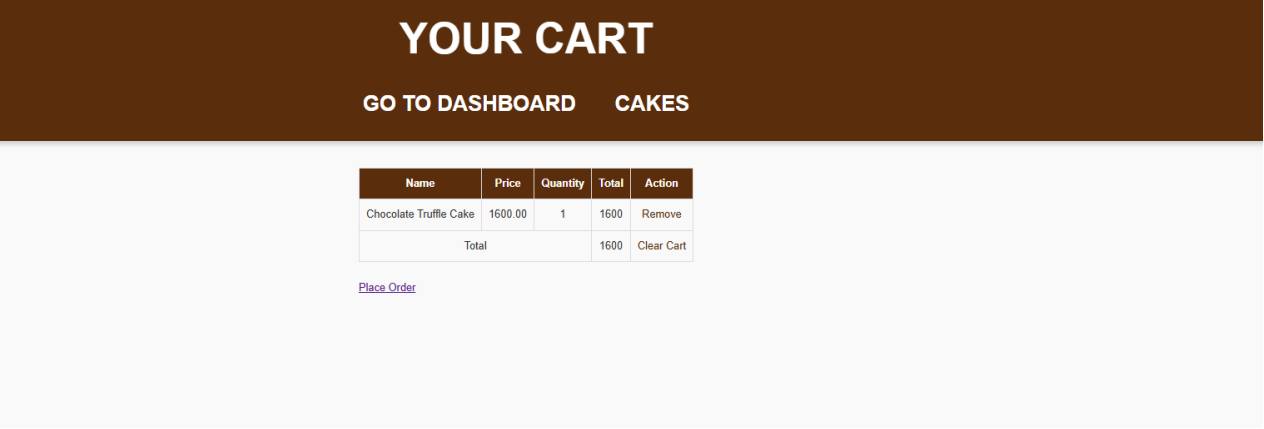 YOUR CART
GO TO DASHBOARD CAKES
Name Price Quantity Total Action
Chocolate Truffle Cake 1600.00 1 1600 Remove
Total 1600 Clear Cart
Place Order